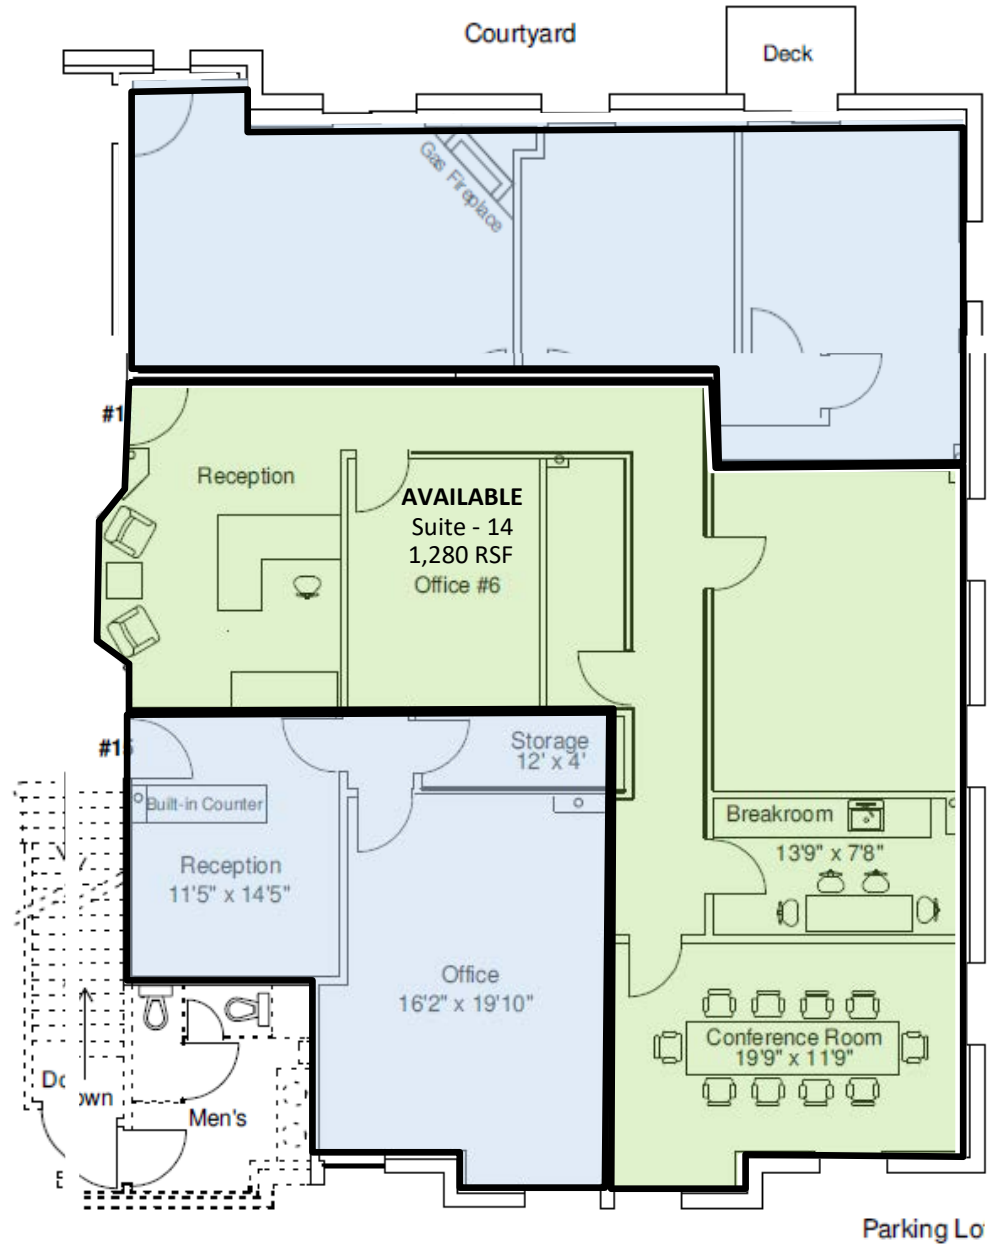 Courtyard
Deck
Gas Fireplace
#1
Reception
AVAILABLE
Suite - 14
1,280 RSF
Office #6
#15
Storage
12' x 4'
Built-in Counter
Breakroom
13'9" x 7'8"
Reception
11'5" x 14'5"
Office
16'2" x 19'10"
Conference Room
19'9" x 11'9"
Men's
Parking Lo